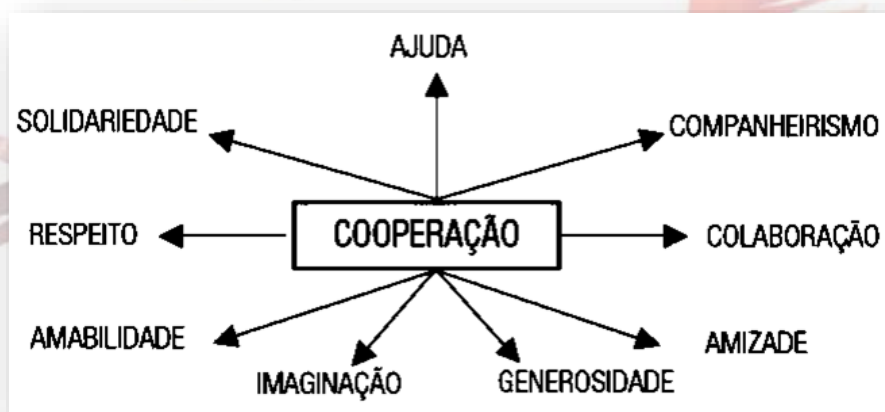 AJUDA
SOLIDARIEDADE
COMPANHEIRISMO
RESPEITO
COOPERAÇÃO
COLABORAÇÃO
AMABILIDADE
AMIZADE
IMAGINAÇÃO
GENEROSIDADE